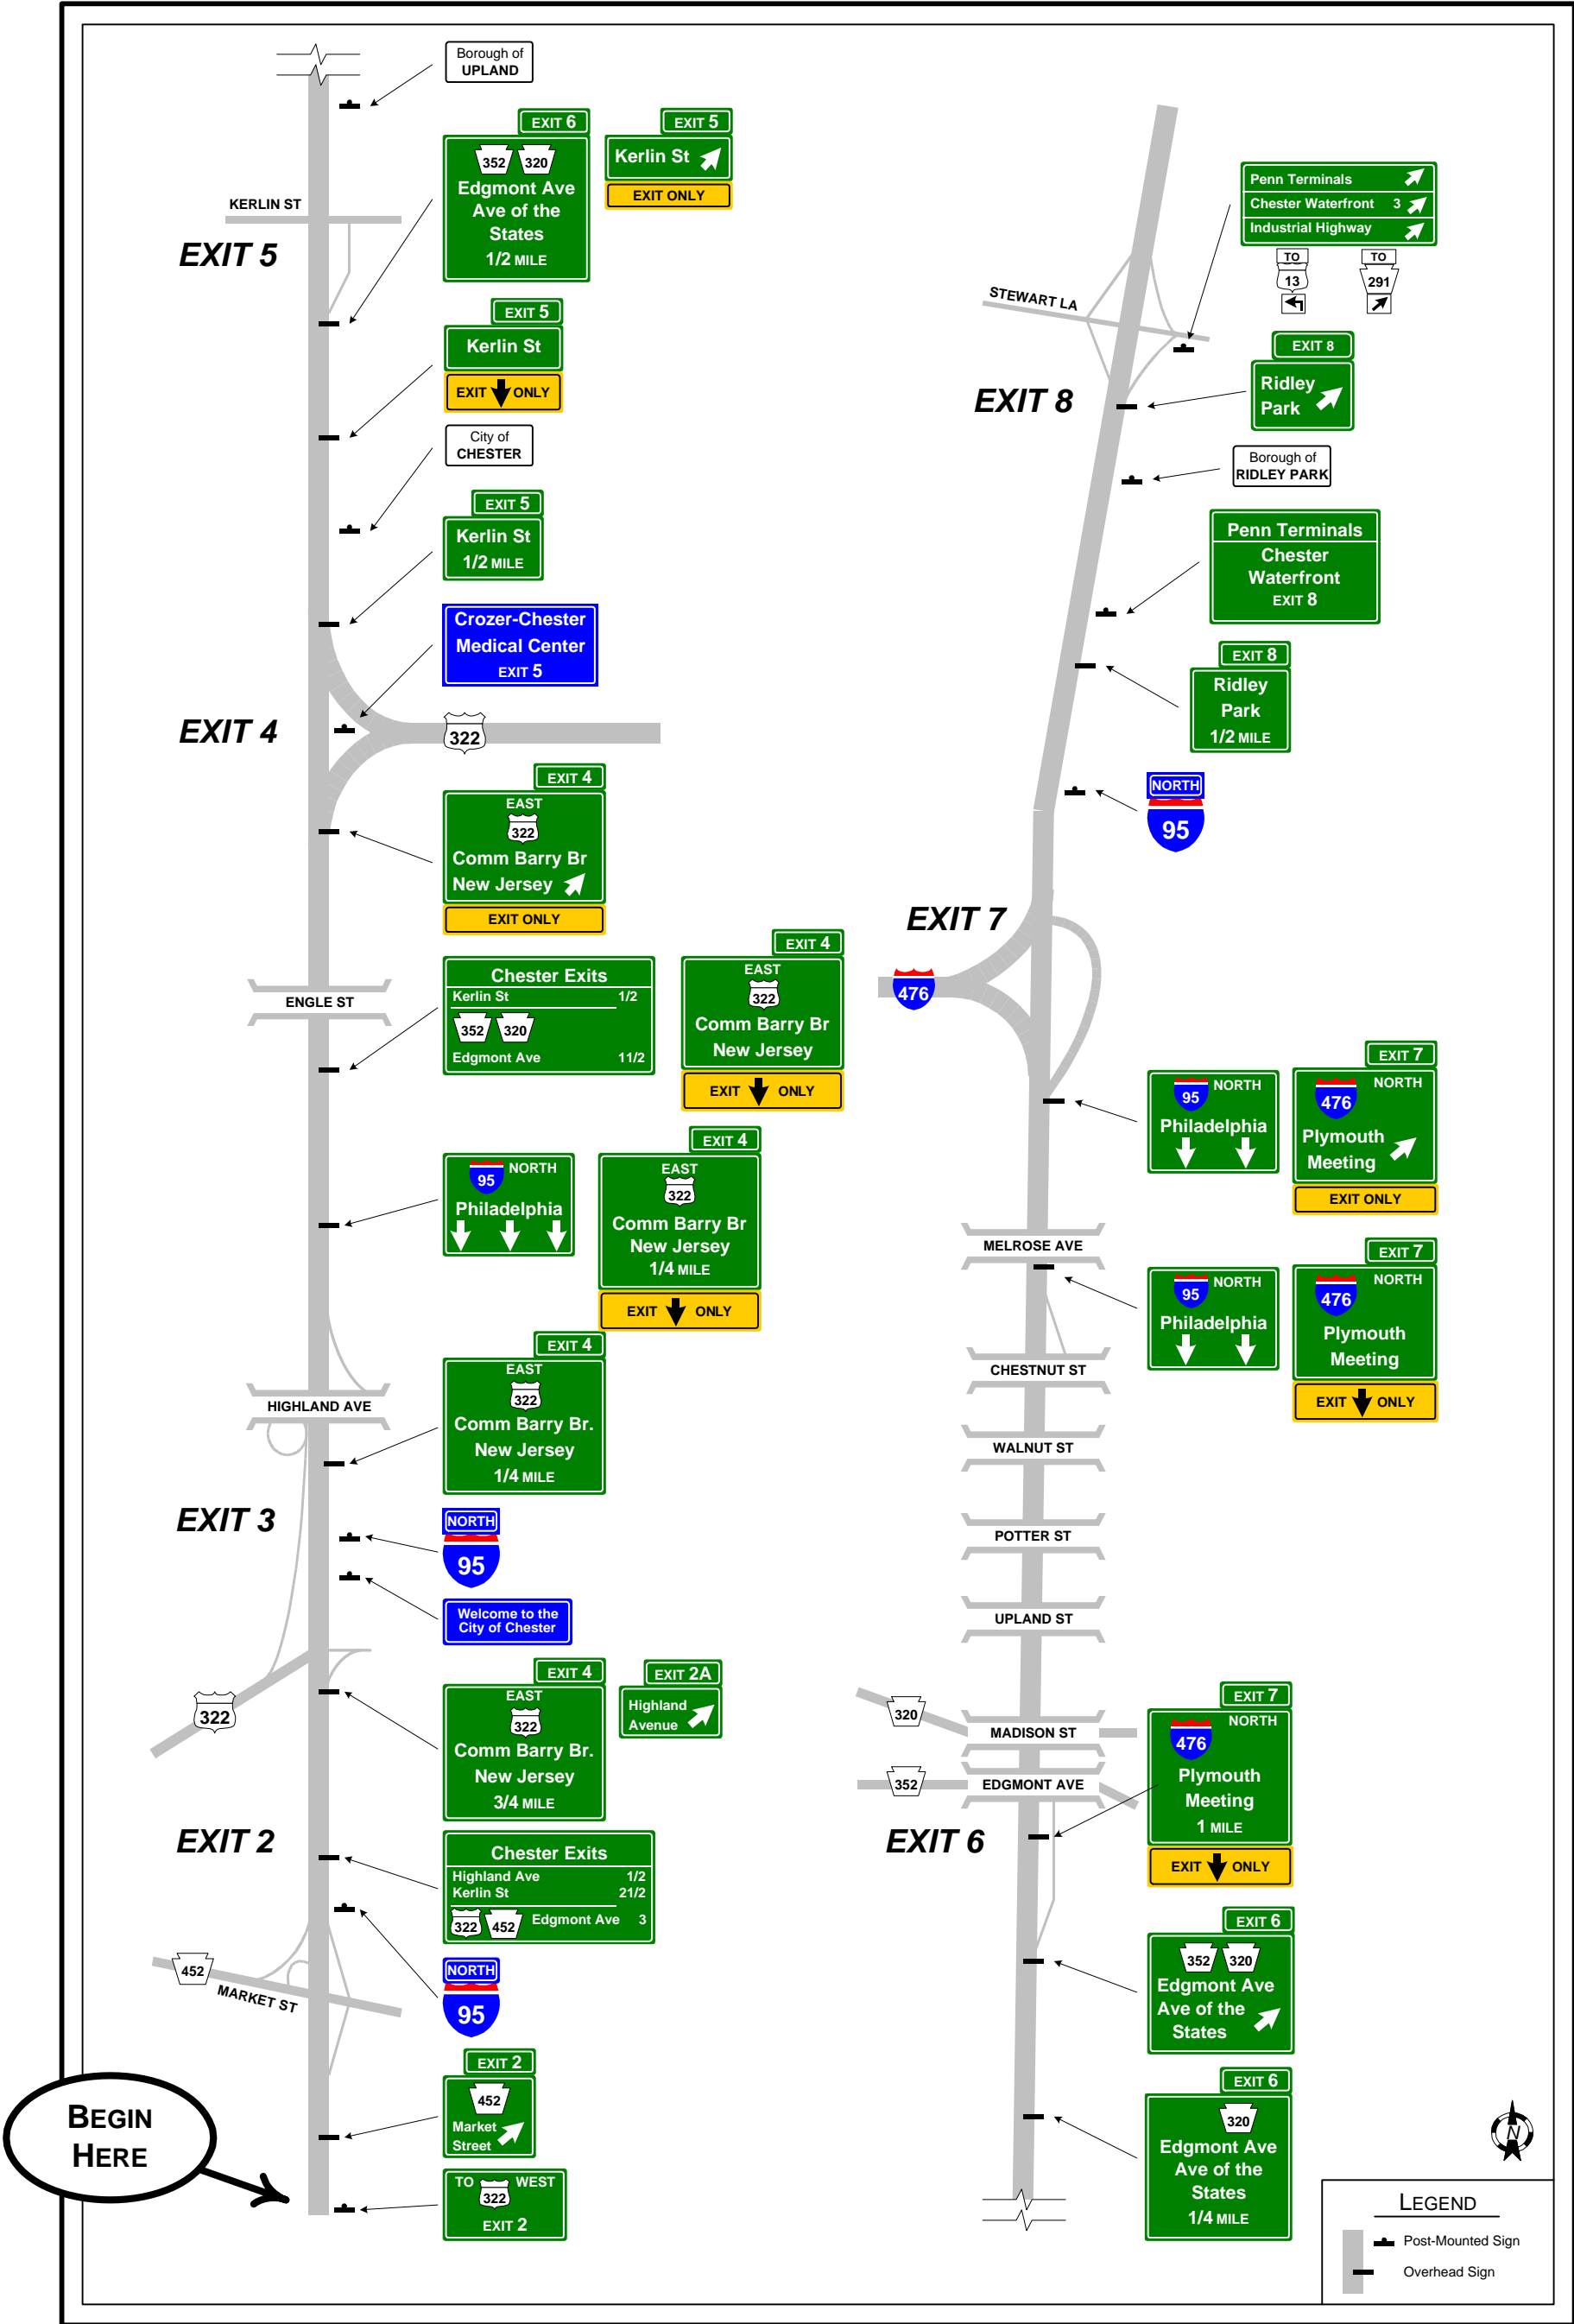 Borough of
UPLAND
EXIT 6
352 320
Edgmont Ave
Ave of the
States
1/2 MILE
EXIT 5
Kerlin St
EXIT ONLY
KERLIN ST
EXIT 5
EXIT 5
Kerlin St
EXIT ONLY
City of
CHESTER
EXIT 5
Kerlin St
1/2 MILE
Crozer-Chester
Medical Center
EXIT 5
EXIT 4
322
EXIT 4
EAST
322
Comm Barry Br
New Jersey
EXIT ONLY
Chester Exits
Kerlin St 1/2
352 320
Edgmont Ave 11/2
EXIT 4
EAST
322
Comm Barry Br
New Jersey
EXIT ONLY
ENGLE ST
95 NORTH
Philadelphia
EXIT 4
EAST
322
Comm Barry Br
New Jersey
1/4 MILE
EXIT ONLY
HIGHLAND AVE
EXIT 4
EAST
322
Comm Barry Br.
New Jersey
1/4 MILE
EXIT 3
NORTH
95
Welcome to the
City of Chester
322
EXIT 4
EAST
322
Comm Barry Br.
New Jersey
3/4 MILE
EXIT 2A
Highland
Avenue
EXIT 2
Chester Exits
Highland Ave 1/2
Kerlin St 21/2
322 452 Edgmont Ave 3
452
MARKET ST
NORTH
95
EXIT 2
452
Market
Street
BEGIN
HERE
TO 322 WEST
EXIT 2
Penn Terminals
Chester Waterfront 3
Industrial Highway
TO TO
13 291
STEWART LA
EXIT 8
Ridley
Park
EXIT 8
Borough of
RIDLEY PARK
Penn Terminals
Chester
Waterfront
EXIT 8
EXIT 8
Ridley
Park
1/2 MILE
NORTH
95
EXIT 7
476
95 NORTH
Philadelphia
EXIT 7
476 NORTH
Plymouth
Meeting
EXIT ONLY
MELROSE AVE
95 NORTH
Philadelphia
EXIT 7
476 NORTH
Plymouth
Meeting
EXIT ONLY
CHESTNUT ST
WALNUT ST
POTTER ST
UPLAND ST
320
MADISON ST
352
EDGMONT AVE
EXIT 6
EXIT 7
476 NORTH
Plymouth
Meeting
1 MILE
EXIT ONLY
EXIT 6
352 320
Edgmont Ave
Ave of the
States
EXIT 6
320
Edgmont Ave
Ave of the
States
1/4 MILE
N
LEGEND
Post-Mounted Sign
Overhead Sign